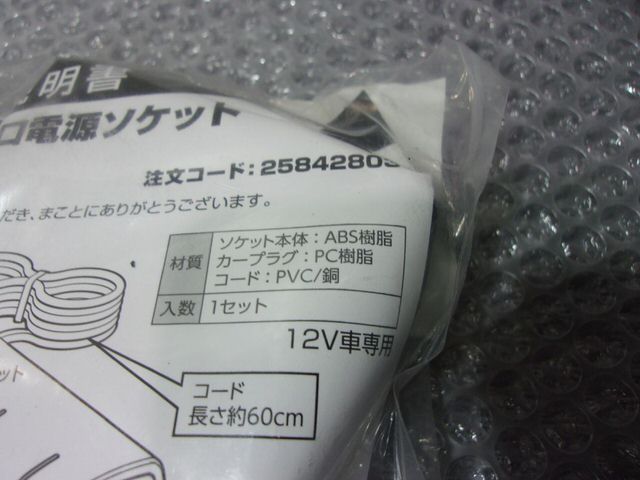 明書
口電源ソケット
注文コード：2584280
だき、まことにありがとうございます。
材質
ソケット本体：ABS樹脂
カープラグ：PC樹脂
コード：PVC/銅
入数 1セット
12V車専用
ット
コード
長さ約60cm